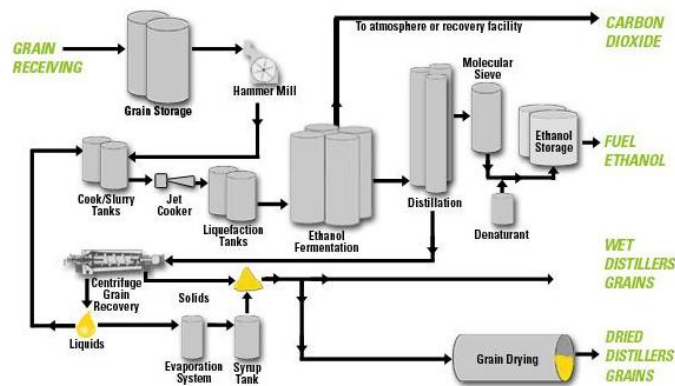 To atmosphere or recovery facility
CARBON
DIOXIDE
GRAIN
RECEIVING
Grain Storage
Hammer Mill
Molecular
Sieve
Ethanol
Storage
FUEL
ETHANOL
Cook/Slurry
Tanks
Jet
Cooker
Liquefaction
Tanks
Ethanol
Fermentation
Distillation
Denaturant
Centrifuge
Grain
Recovery
Solids
WET
DISTILLERS
GRAINS
Liquids
Evaporation
System
Syrup
Tank
Grain Drying
DRIED
DISTILLERS
GRAINS